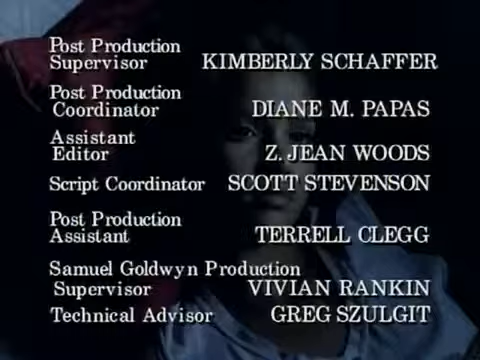 Post Production
Supervisor KIMBERLY SCHAFFER
Post Production
Coordinator DIANE M. PAPAS
Assistant
Editor Z. JEAN WOODS
Script Coordinator SCOTT STEVENSON
Post Production
Assistant TERRELL CLEGG
Samuel Goldwyn Production
Supervisor VIVIAN RANKIN
Technical Advisor GREG SZULGIT